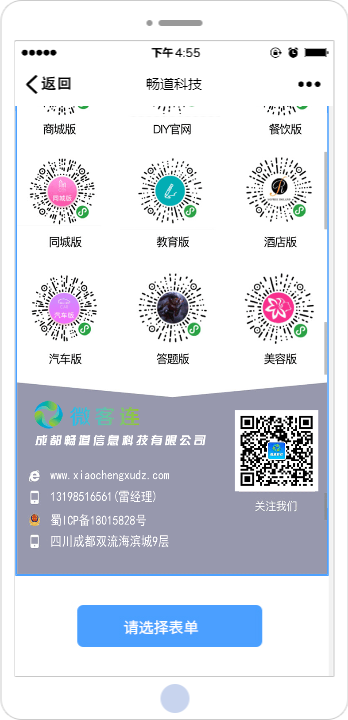 下午 4:55
返回
畅道科技
商城版
DIY官网
餐饮版
同城版
教育版
酒店版
汽车版
答题版
美容版
微客连
成都畅道信息科技有限公司
www.xiaochengxudz.com
13198516561(雷经理)
蜀ICP备18015828号
四川成都双流海滨城9层
关注我们
请选择表单